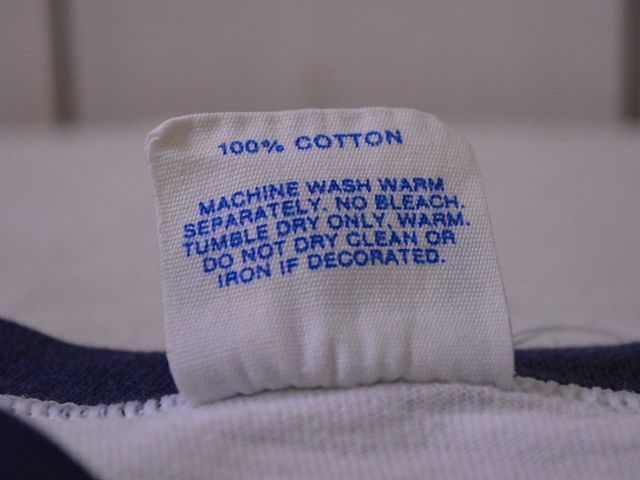 100% COTTON
MACHINE WASH WARM
SEPARATELY. NO BLEACH.
TUMBLE DRY ONLY, WARM.
DO NOT DRY CLEAN OR
IRON IF DECORATED.